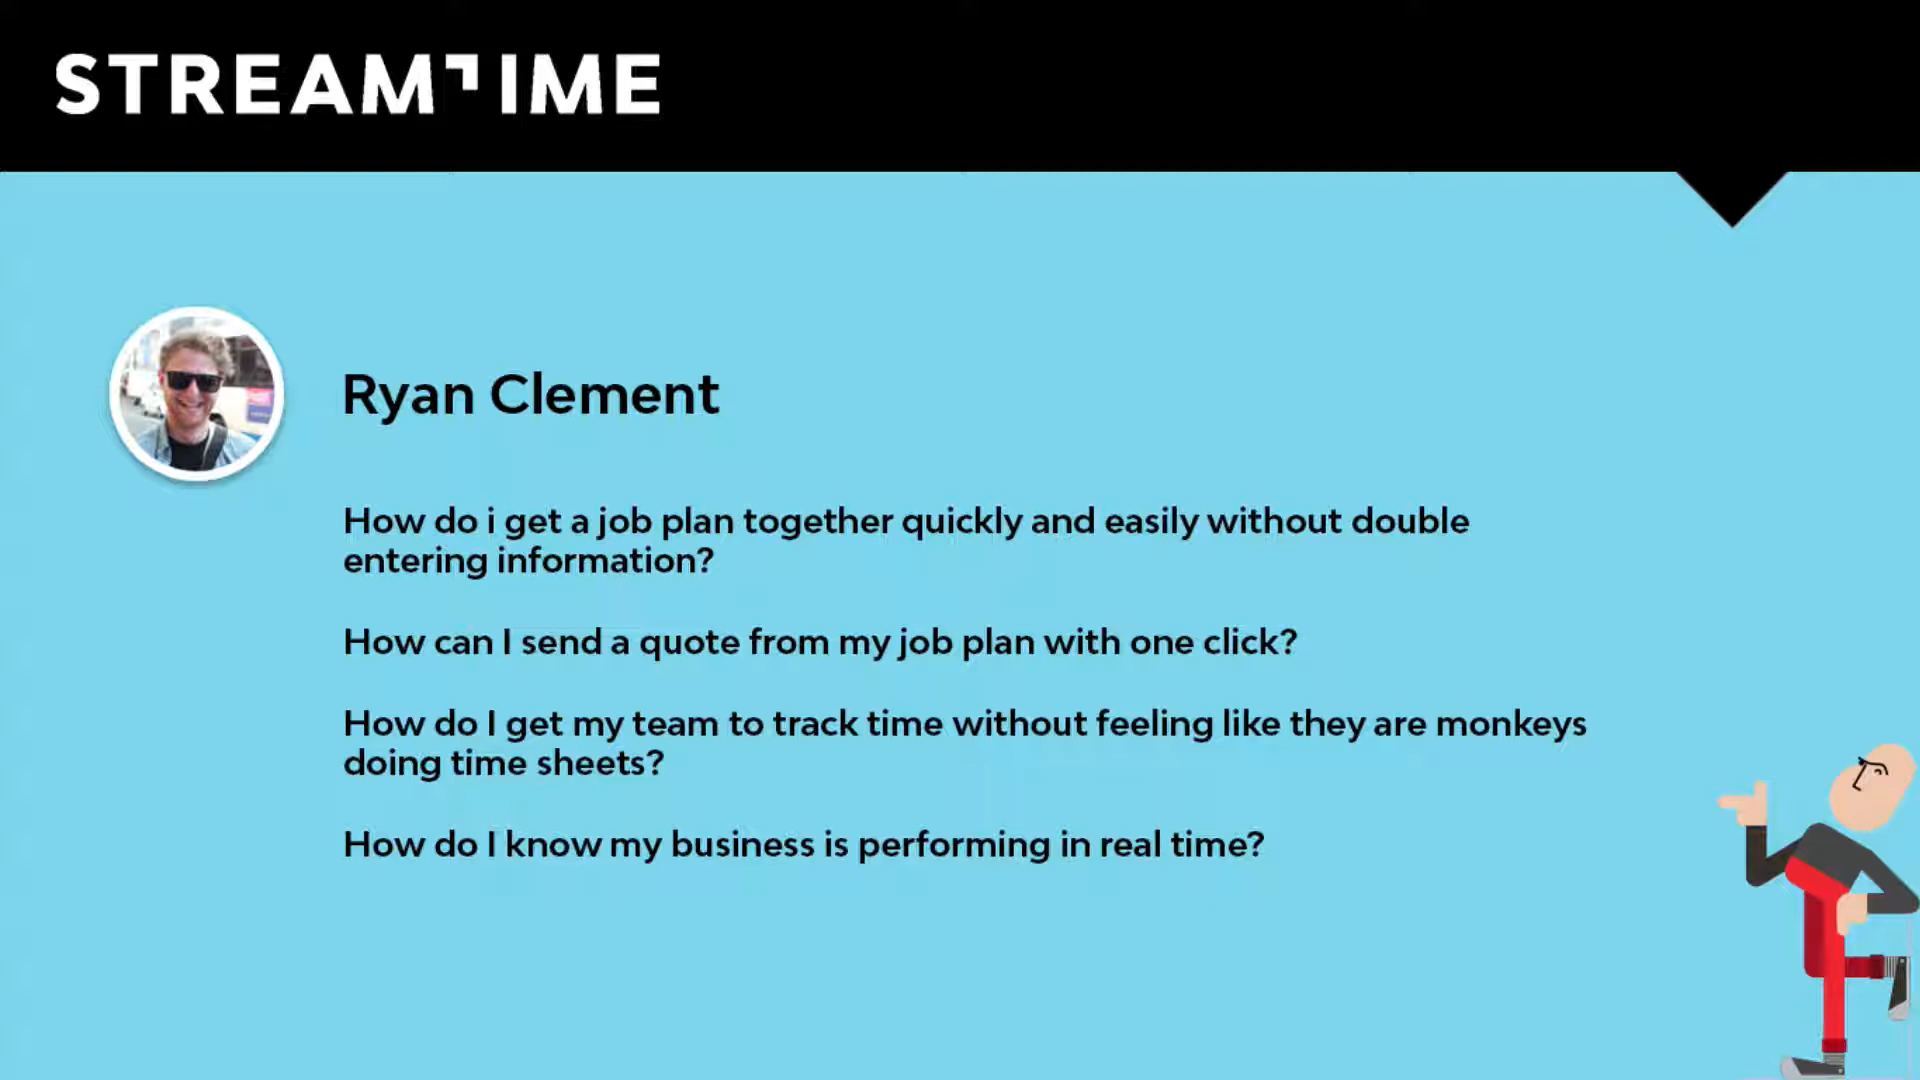 STREAMTIME
Ryan Clement
How do i get a job plan together quickly and easily without double
entering information?
How can I send a quote from my job plan with one click?
How do I get my team to track time without feeling like they are monkeys
doing time sheets?
How do I know my business is performing in real time?